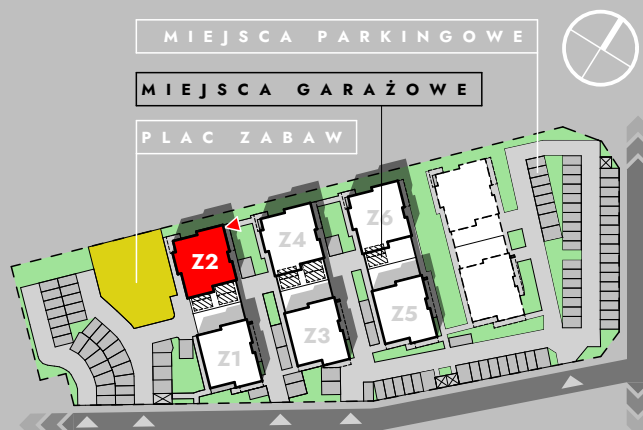 MIEJSCA PARKINGOWE
MIEJSCA GARAŻOWE
PLAC ZABAW
Z2
Z4
Z6
Z1
Z3
Z5